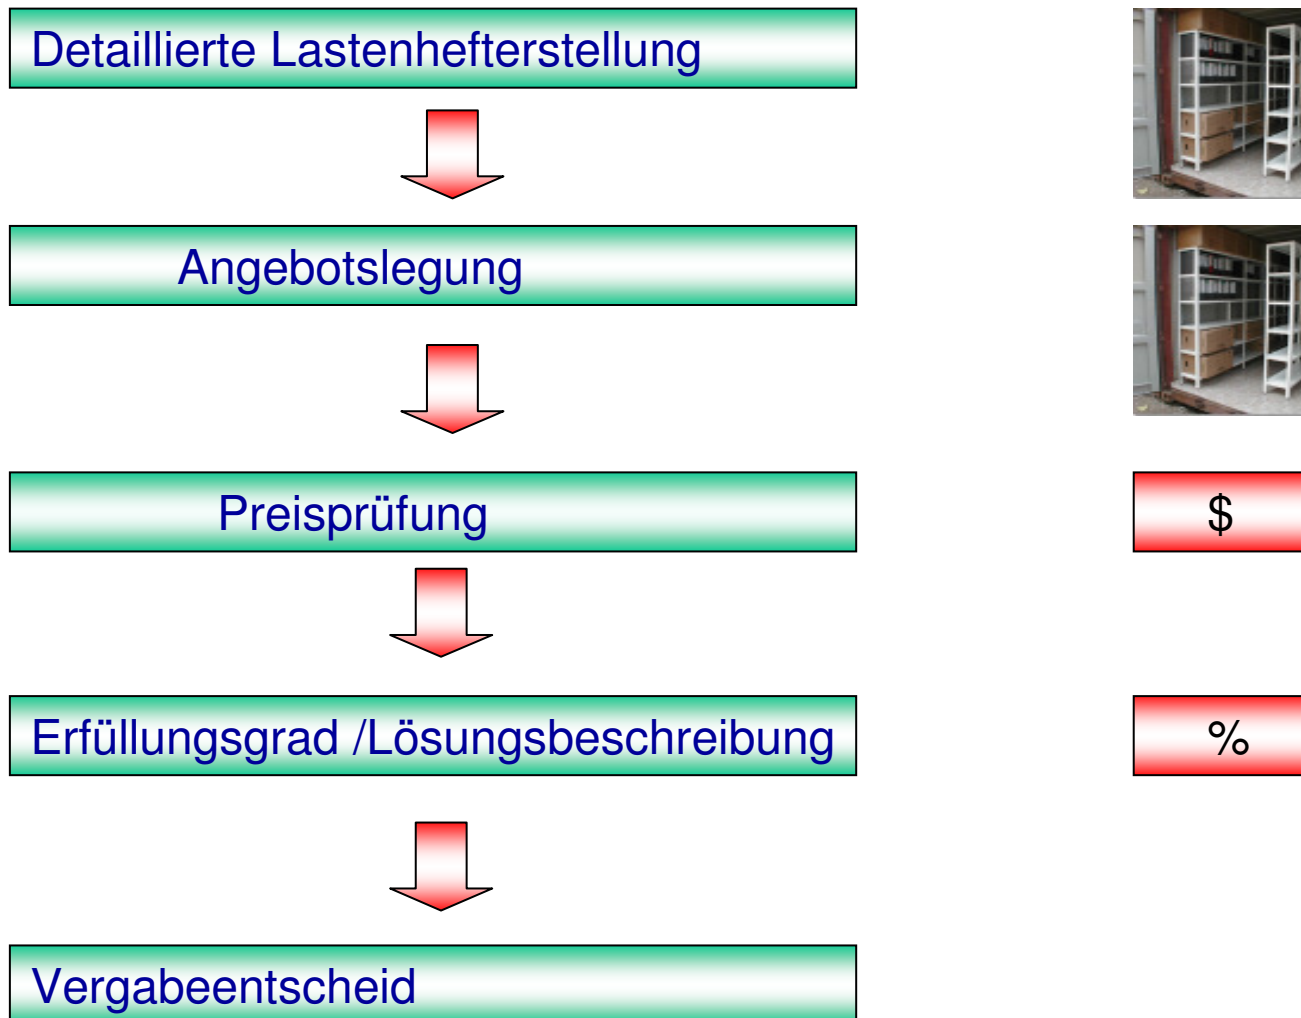 Detaillierte Lastenhefterstellung
Angebotslegung
Preisprüfung
$
Erfüllungsgrad /Lösungsbeschreibung
%
Vergabeentscheid